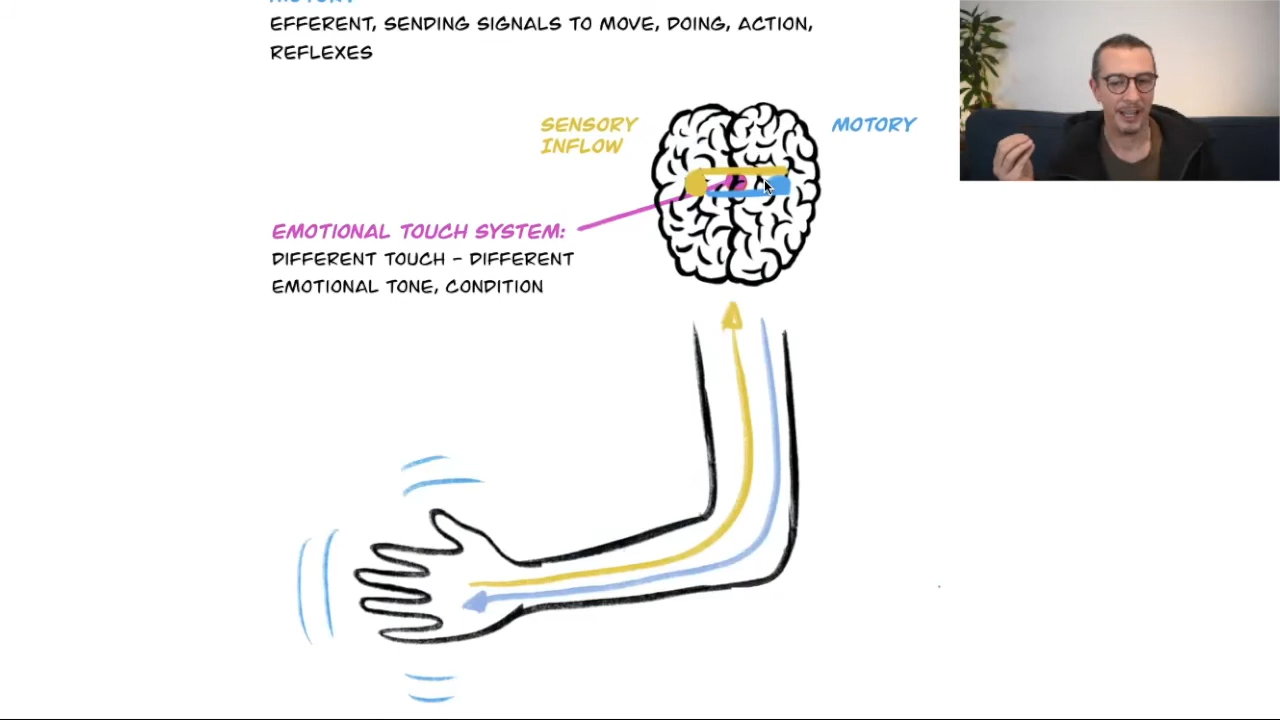 MOTORY
EFFERENT, SENDING SIGNALS TO MOVE, DOING, ACTION,
REFLEXES
SENSORY
INFLOW
MOTORY
EMOTIONAL TOUCH SYSTEM:
DIFFERENT TOUCH - DIFFERENT
EMOTIONAL TONE, CONDITION